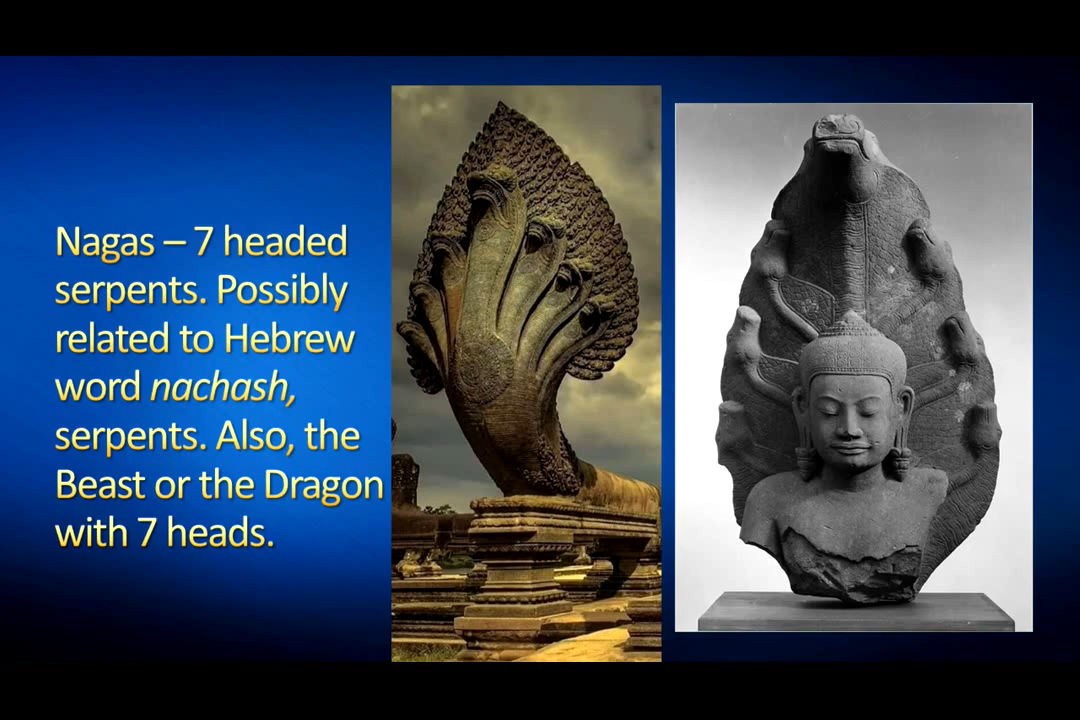 Nagas – 7 headed
serpents. Possibly
related to Hebrew
word nachash,
serpents. Also, the
Beast or the Dragon
with 7 heads.